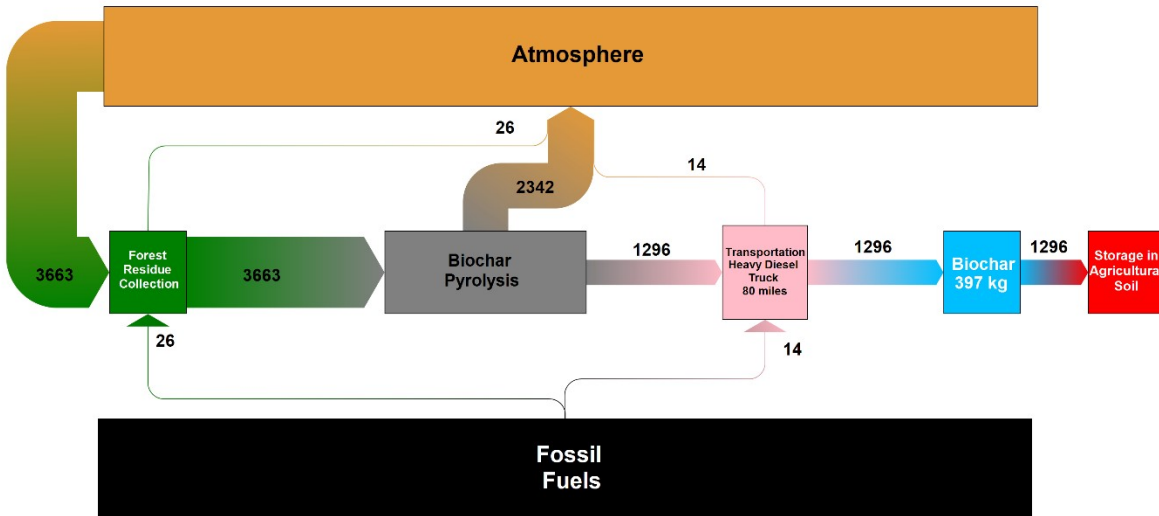 Atmosphere
26
14
2342
3663
Forest
Residue
Collection
3663
Biochar
Pyrolysis
1296
Transportation
Heavy Diesel
Truck
80 miles
1296
Biochar
397 kg
1296
Storage in
Agricultural
Soil
26
14
Fossil
Fuels